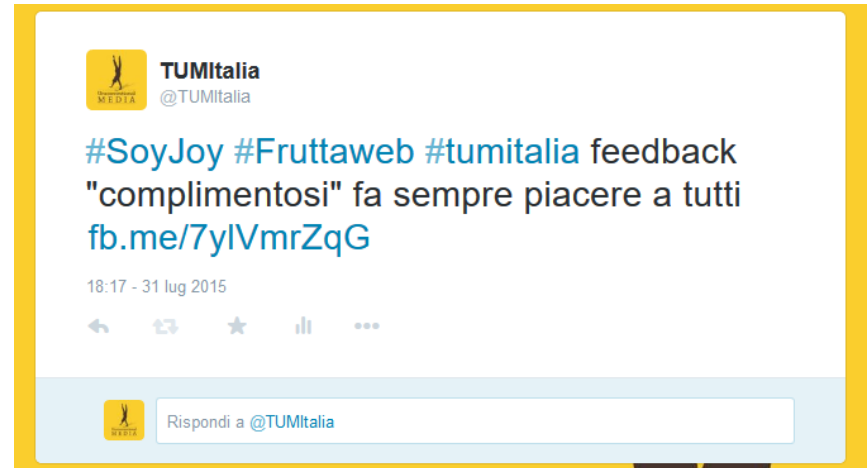 TUMItalia
@TUMItalia
#SoyJoy #Fruttaweb #tumitalia feedback
"complimentosi" fa sempre piacere a tutti
fb.me/7ylVmrZqG
18:17 - 31 lug 2015
Rispondi a @TUMItalia
MEDIA